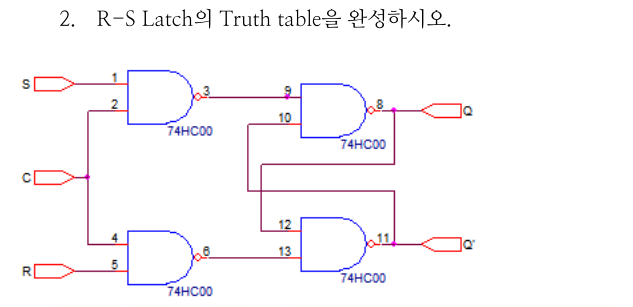 2. R-S Latch의 Truth table을 완성하시오.
S 1 3 9 8 Q
2 10
74HC00 74HC00
C
4 6 12 11 Q'
R 5 13
74HC00 74HC00